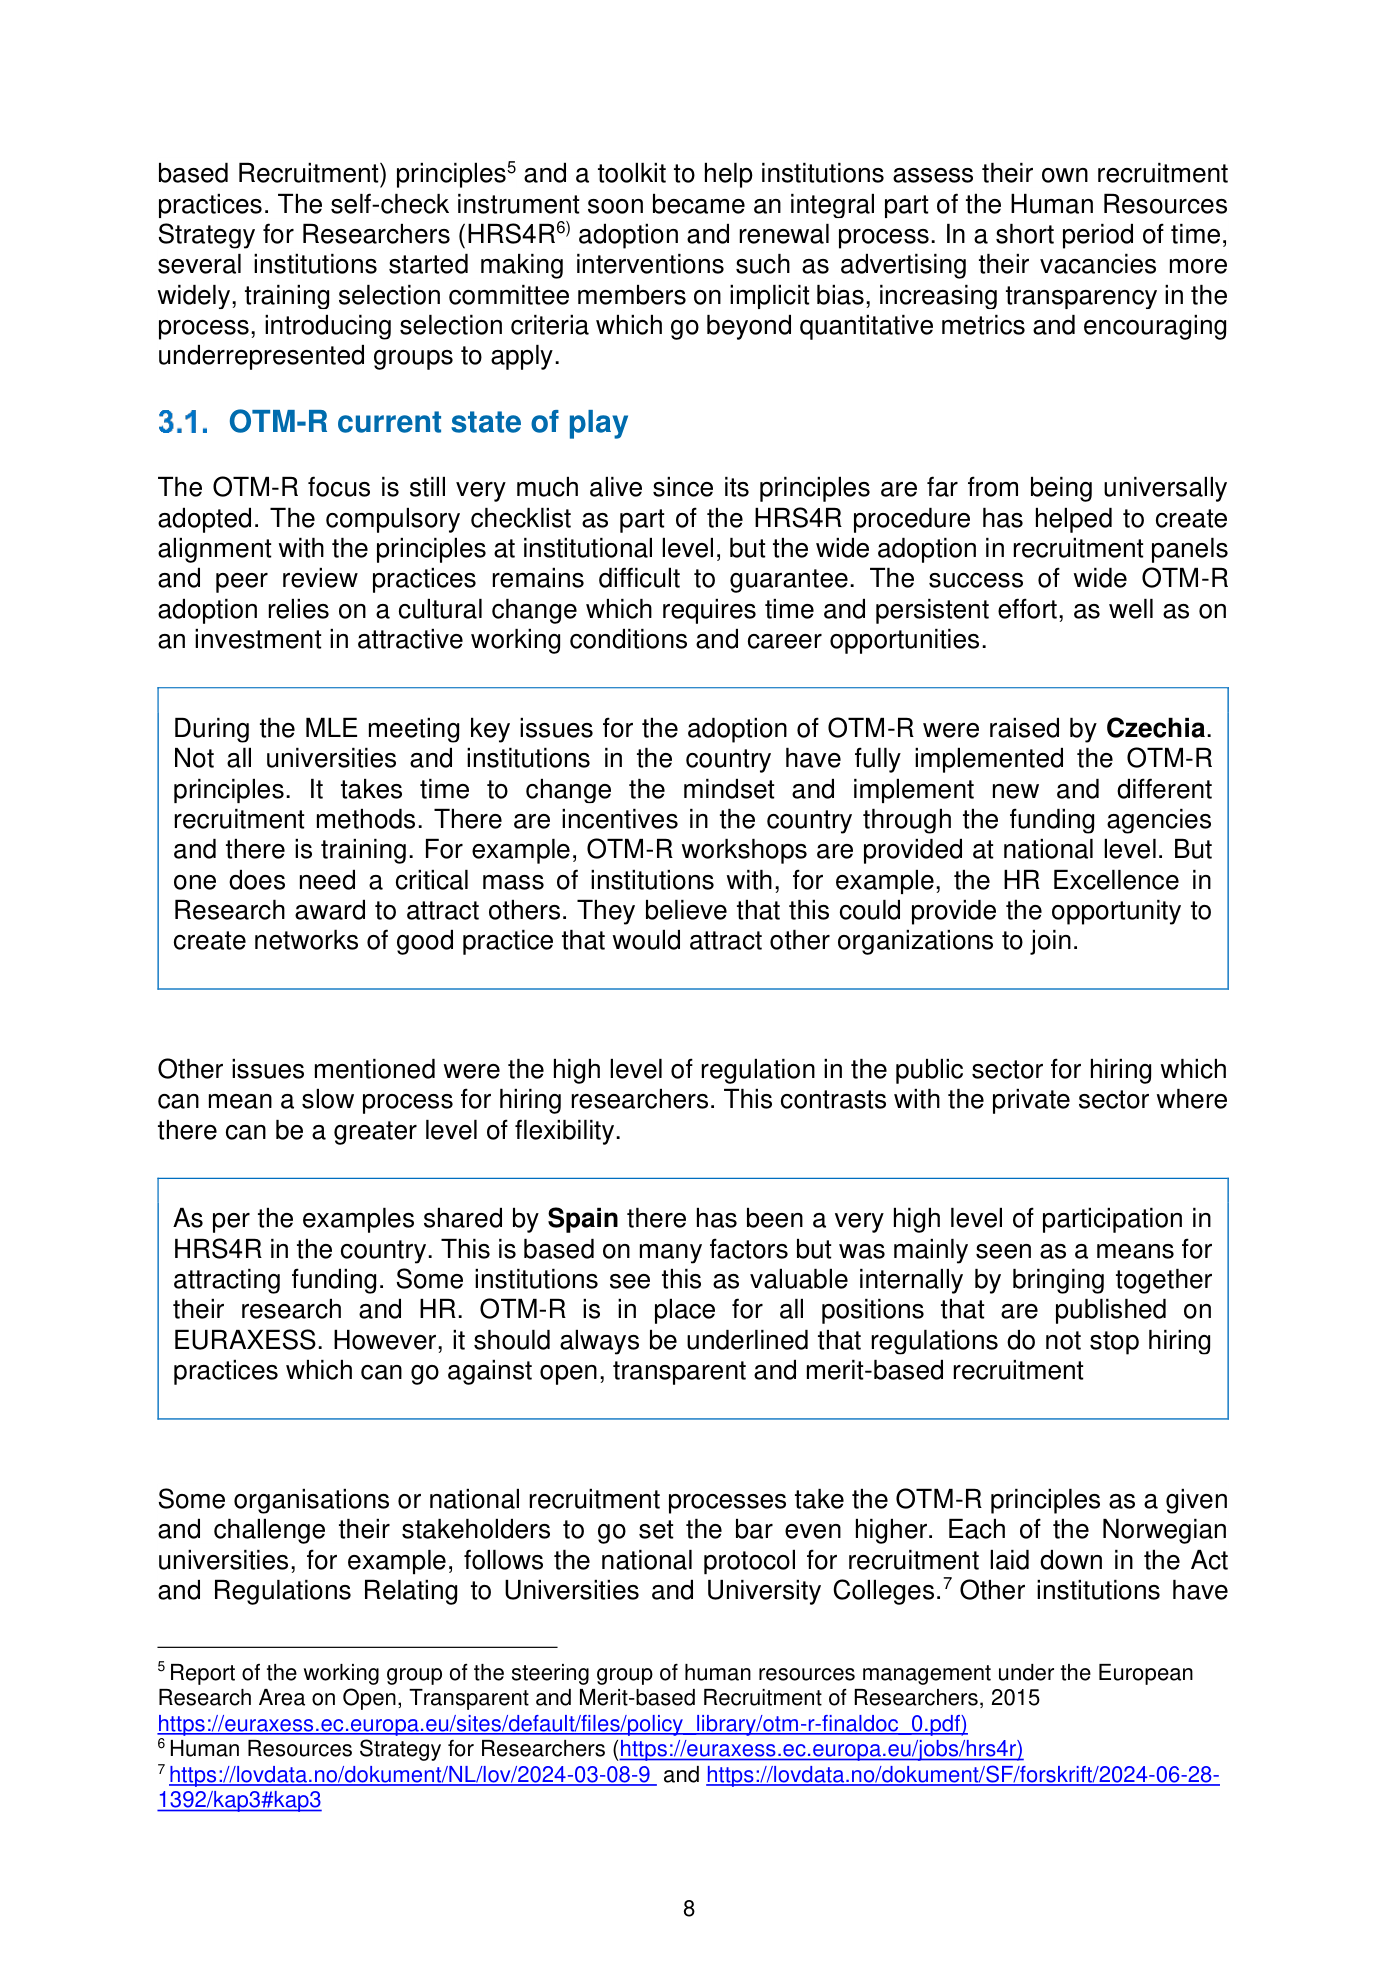 based Recruitment) principles5 and a toolkit to help institutions assess their own recruitment
practices. The self-check instrument soon became an integral part of the Human Resources
Strategy for Researchers (HRS4R6) adoption and renewal process. In a short period of time,
several institutions started making interventions such as advertising their vacancies more
widely, training selection committee members on implicit bias, increasing transparency in the
process, introducing selection criteria which go beyond quantitative metrics and encouraging
underrepresented groups to apply.
3.1. OTM-R current state of play
The OTM-R focus is still very much alive since its principles are far from being universally
adopted. The compulsory checklist as part of the HRS4R procedure has helped to create
alignment with the principles at institutional level, but the wide adoption in recruitment panels
and peer review practices remains difficult to guarantee. The success of wide OTM-R
adoption relies on a cultural change which requires time and persistent effort, as well as on
an investment in attractive working conditions and career opportunities.
During the MLE meeting key issues for the adoption of OTM-R were raised by Czechia.
Not all universities and institutions in the country have fully implemented the OTM-R
principles. It takes time to change the mindset and implement new and different
recruitment methods. There are incentives in the country through the funding agencies
and there is training. For example, OTM-R workshops are provided at national level. But
one does need a critical mass of institutions with, for example, the HR Excellence in
Research award to attract others. They believe that this could provide the opportunity to
create networks of good practice that would attract other organizations to join.
Other issues mentioned were the high level of regulation in the public sector for hiring which
can mean a slow process for hiring researchers. This contrasts with the private sector where
there can be a greater level of flexibility.
As per the examples shared by Spain there has been a very high level of participation in
HRS4R in the country. This is based on many factors but was mainly seen as a means for
attracting funding. Some institutions see this as valuable internally by bringing together
their research and HR. OTM-R is in place for all positions that are published on
EURAXESS. However, it should always be underlined that regulations do not stop hiring
practices which can go against open, transparent and merit-based recruitment
Some organisations or national recruitment processes take the OTM-R principles as a given
and challenge their stakeholders to go set the bar even higher. Each of the Norwegian
universities, for example, follows the national protocol for recruitment laid down in the Act
and Regulations Relating to Universities and University Colleges.7 Other institutions have
5 Report of the working group of the steering group of human resources management under the European
Research Area on Open, Transparent and Merit-based Recruitment of Researchers, 2015
https://euraxess.ec.europa.eu/sites/default/files/policy_library/otm-r-finaldoc_0.pdf)
6 Human Resources Strategy for Researchers (https://euraxess.ec.europa.eu/jobs/hrs4r)
7 https://lovdata.no/dokument/NL/lov/2024-03-08-9 and https://lovdata.no/dokument/SF/forskrift/2024-06-28-
1392/kap3#kap3
8